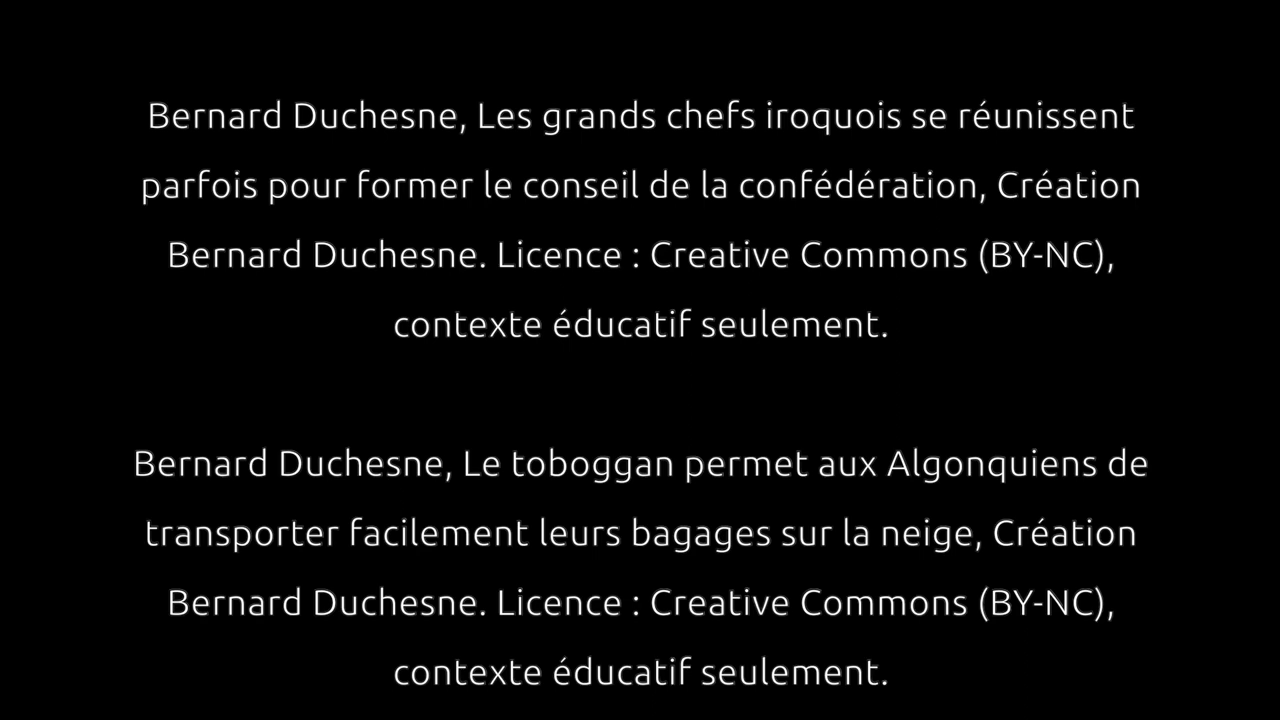 Bernard Duchesne, Les grands chefs iroquois se réunissent
parfois pour former le conseil de la confédération, Création
Bernard Duchesne. Licence : Creative Commons (BY-NC),
contexte éducatif seulement.
Bernard Duchesne, Le toboggan permet aux Algonquiens de
transporter facilement leurs bagages sur la neige, Création
Bernard Duchesne. Licence : Creative Commons (BY-NC),
contexte éducatif seulement.